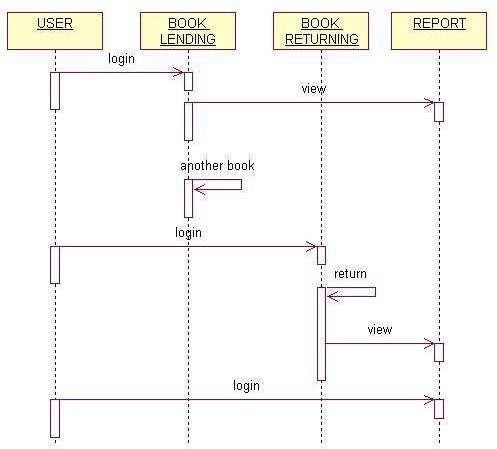 USER
BOOK
LENDING
BOOK
RETURNING
REPORT
login
view
another book
login
return
view
login